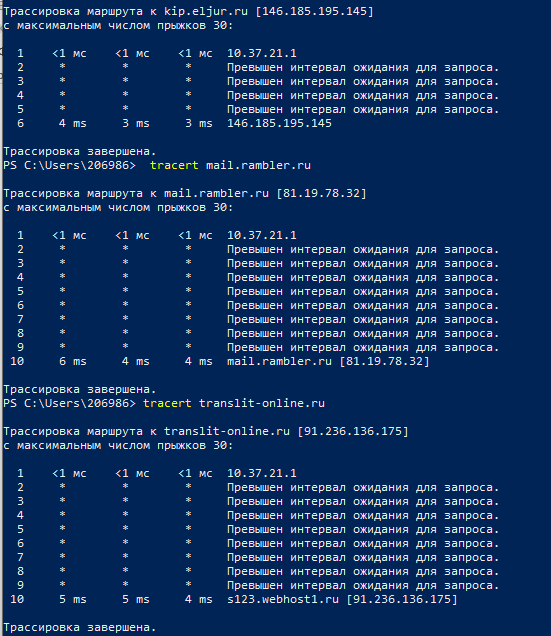 Трассировка маршрута к kip.eljur.ru [146.185.195.145]
с максимальным числом прыжков 30:
1 <1 мс <1 мс <1 мс 10.37.21.1
2 * * * Превышен интервал ожидания для запроса.
3 * * * Превышен интервал ожидания для запроса.
4 * * * Превышен интервал ожидания для запроса.
5 * * * Превышен интервал ожидания для запроса.
6 4 ms 3 ms 3 ms 146.185.195.145
Трассировка завершена.
PS C:\Users\206986> tracert mail.rambler.ru
Трассировка маршрута к mail.rambler.ru [81.19.78.32]
с максимальным числом прыжков 30:
1 <1 мс <1 мс <1 мс 10.37.21.1
2 * * * Превышен интервал ожидания для запроса.
3 * * * Превышен интервал ожидания для запроса.
4 * * * Превышен интервал ожидания для запроса.
5 * * * Превышен интервал ожидания для запроса.
6 * * * Превышен интервал ожидания для запроса.
7 * * * Превышен интервал ожидания для запроса.
8 * * * Превышен интервал ожидания для запроса.
9 * * * Превышен интервал ожидания для запроса.
10 6 ms 4 ms 4 ms mail.rambler.ru [81.19.78.32]
Трассировка завершена.
PS C:\Users\206986> tracert translit-online.ru
Трассировка маршрута к translit-online.ru [91.236.136.175]
с максимальным числом прыжков 30:
1 <1 мс <1 мс <1 мс 10.37.21.1
2 * * * Превышен интервал ожидания для запроса.
3 * * * Превышен интервал ожидания для запроса.
4 * * * Превышен интервал ожидания для запроса.
5 * * * Превышен интервал ожидания для запроса.
6 * * * Превышен интервал ожидания для запроса.
7 * * * Превышен интервал ожидания для запроса.
8 * * * Превышен интервал ожидания для запроса.
9 * * * Превышен интервал ожидания для запроса.
10 5 ms 5 ms 4 ms s123.webhost1.ru [91.236.136.175]
Трассировка завершена.